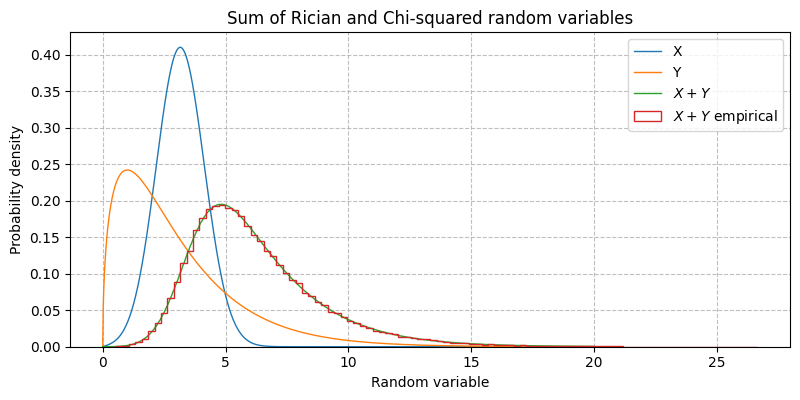 Sum of Rician and Chi-squared random variables
Probability density
0.40
0.35
0.30
0.25
0.20
0.15
0.10
0.05
0.00
X
Y
X + Y
X + Y empirical
0
5
10
15
20
25
Random variable